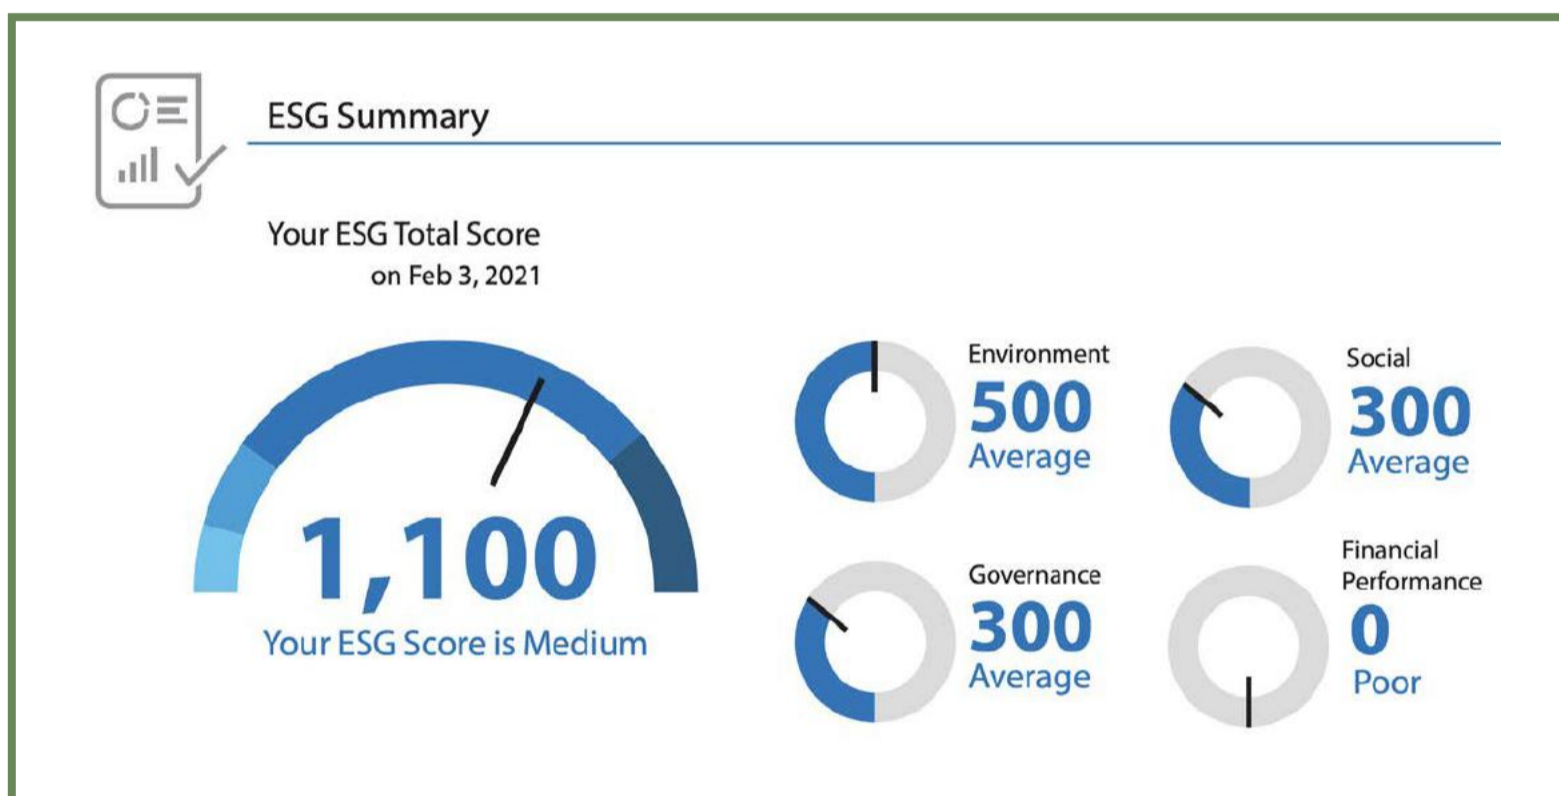 ESG Summary
Your ESG Total Score
on Feb 3, 2021
1,100
Your ESG Score is Medium
Environment
500
Average
Social
300
Average
Governance
300
Average
Financial
Performance
0
Poor